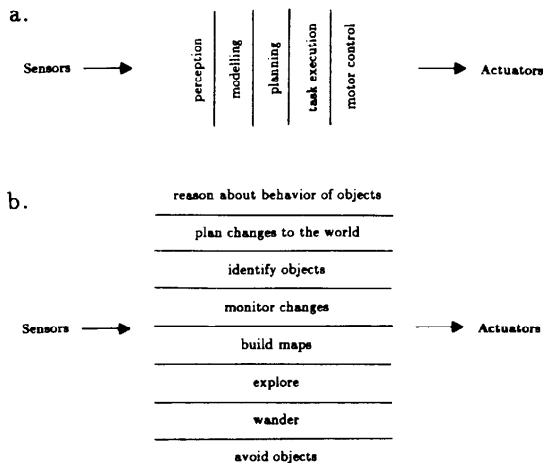 a.
Sensors
perception
modelling
planning
task execution
motor control
Actuators
b.
reason about behavior of objects
plan changes to the world
identify objects
monitor changes
Sensors
Actuators
build maps
explore
wander
avoid objects